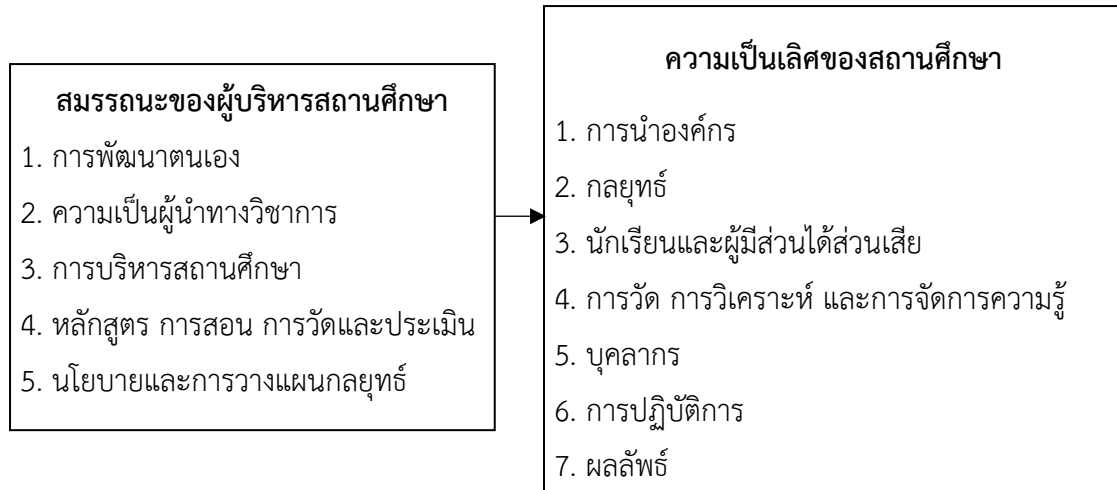 สมรรถนะของผู้บริหารสถานศึกษา
1. การพัฒนาตนเอง
2. ความเป็นผู้นำทางวิชาการ
3. การบริหารสถานศึกษา
4. หลักสูตร การสอน การวัดและประเมิน
5. นโยบายและการวางแผนกลยุทธ์
ความเป็นเลิศของสถานศึกษา
1. การนำองค์กร
2. กลยุทธ์
3. นักเรียนและผู้มีส่วนได้ส่วนเสีย
4. การวัด การวิเคราะห์ และการจัดการความรู้
5. บุคลากร
6. การปฏิบัติการ
7. ผลลัพธ์